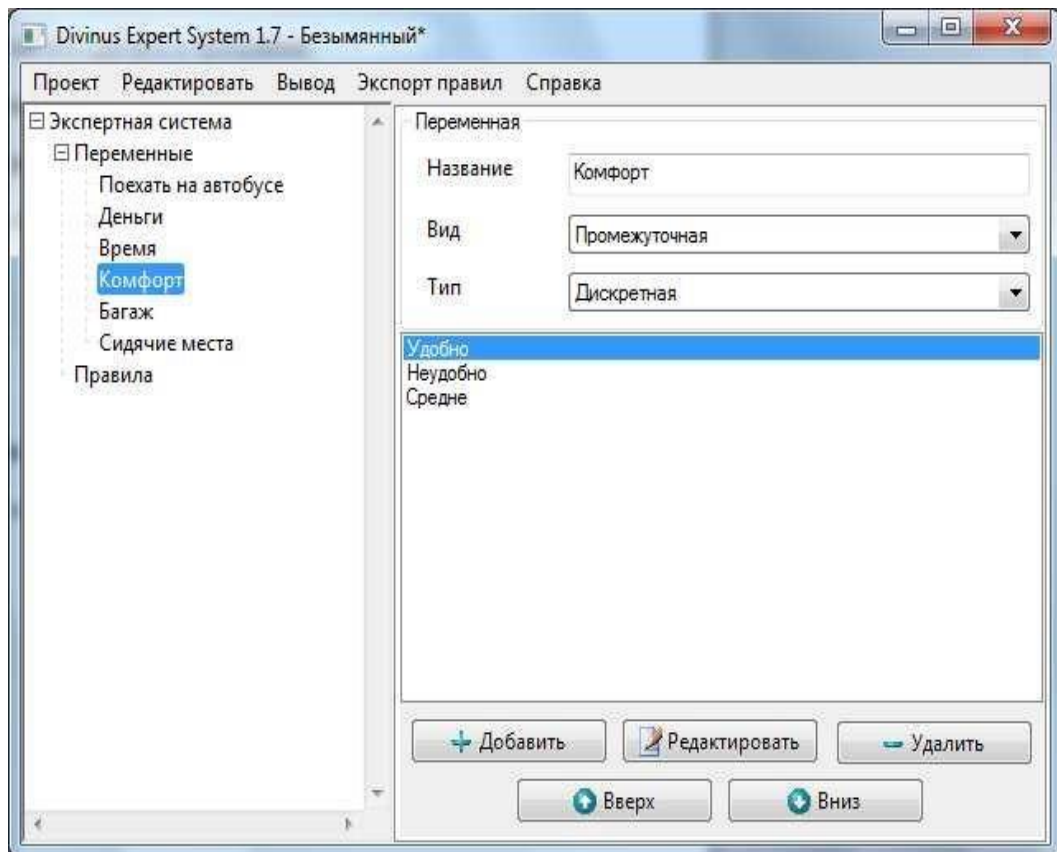 Divinus Expert System 1.7 - Безымянный*
Проект Редактировать Вывод Экспорт правил Справка
Экспертная система
Переменные
Поехать на автобусе
Деньги
Время
Комфорт
Багаж
Сидячие места
Правила
Переменная
Название Комфорт
Вид Промежуточная
Тип Дискретная
Удобно
Неудобно
Средне
Добавить Редактировать Удалить
Вверх Вниз